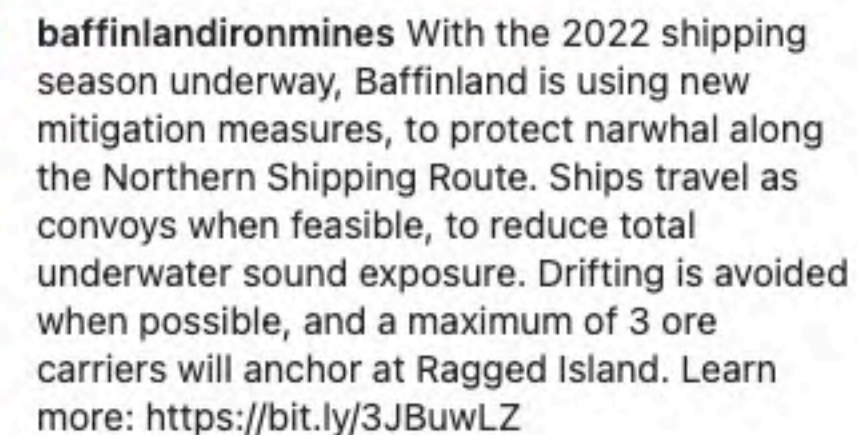 baffinlandironmines With the 2022 shipping
season underway, Baffinland is using new
mitigation measures, to protect narwhal along
the Northern Shipping Route. Ships travel as
convoys when feasible, to reduce total
underwater sound exposure. Drifting is avoided
when possible, and a maximum of 3 ore
carriers will anchor at Ragged Island. Learn
more: https://bit.ly/3JBuwLZ